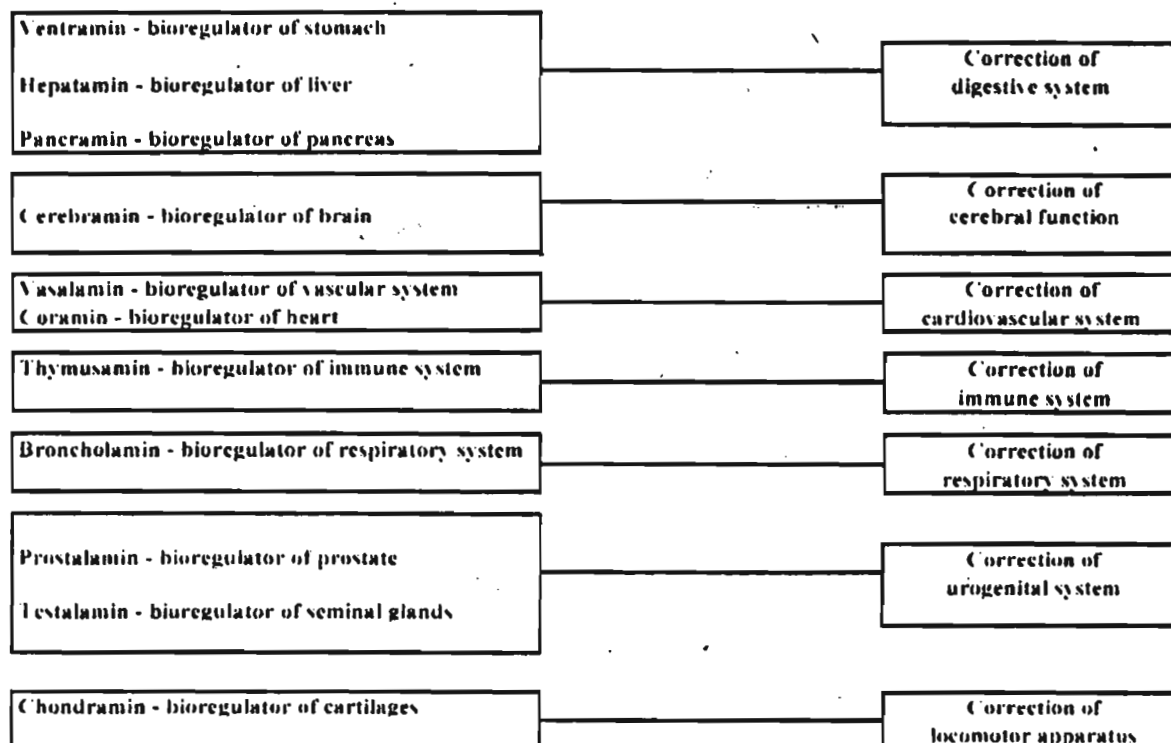 Ventramin - bioregulator of stomach
Hepatamin - bioregulator of liver
Pancramin - bioregulator of pancreas
Correction of
digestive system
Cerebramin - bioregulator of brain
Correction of
cerebral function
Vasalamin - bioregulator of vascular system
Coramin - bioregulator of heart
Correction of
cardiovascular system
Thymusamin - bioregulator of immune system
Correction of
immune system
Broncholamin - bioregulator of respiratory system
Correction of
respiratory system
Prostalamin - bioregulator of prostate
Testalamin - biuregulator of seminal glands
Correction of
urogenital system
Chondramin - bioregulator of cartilages
Correction of
locomotor apparatus